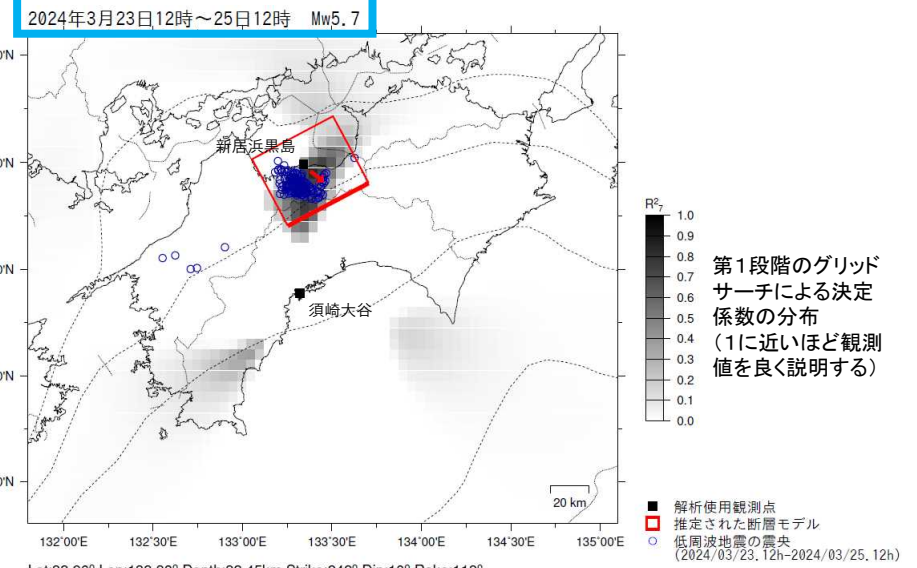 2024年3月23日12時～25日12時　Mw5.7
新居浜黒島
須崎大谷
20 km
132˚00'E 132˚30'E 133˚00'E 133˚30'E 134˚00'E 134˚30'E 135˚00'E
R²₇
1.0
0.9
0.8
0.7
0.6
0.5
0.4
0.3
0.2
0.1
0.0
第１段階のグリッド
サーチによる決定
係数の分布
（１に近いほど観測
値を良く説明する）
解析使用観測点
推定された断層モデル
低周波地震の震央
(2024/03/23.12h-2024/03/25.12h)